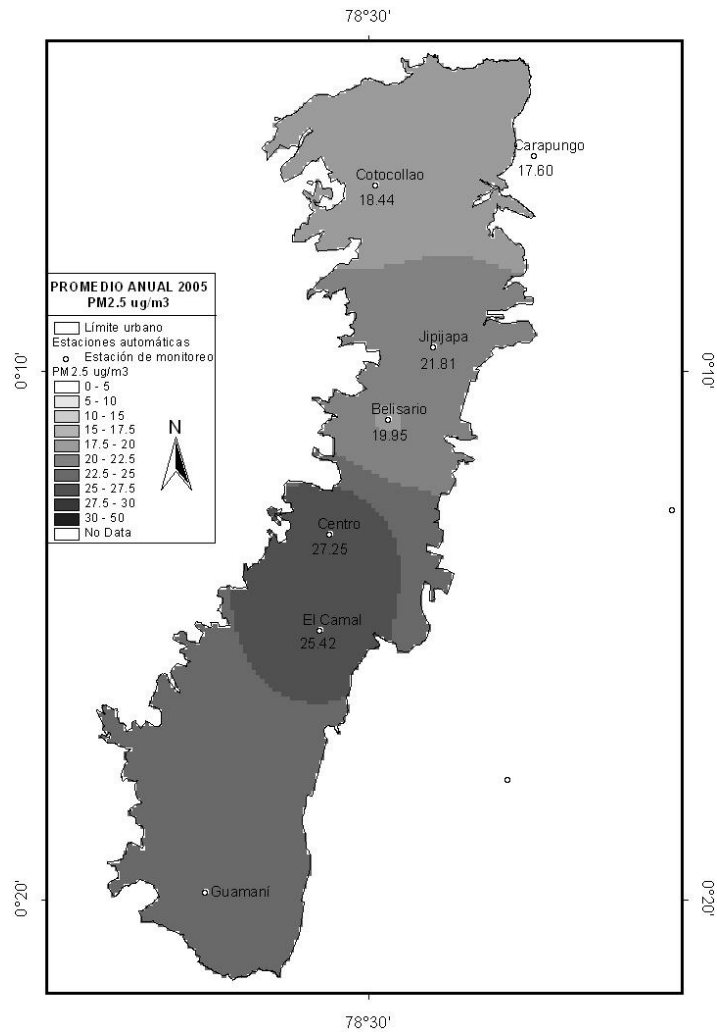 78°30'
Carapungo
17.60
Cotocollao
18.44
PROMEDIO ANUAL 2005
PM2.5 ug/m3
Límite urbano
Estaciones automáticas
Estación de monitoreo
PM2.5 ug/m3
0 - 5
5 - 10
10 - 15
15 - 17.5
17.5 - 20
20 - 22.5
22.5 - 25
25 - 27.5
27.5 - 30
30 - 50
No Data
N
Jipijapa
21.81
0°10'
0°10'
Belisario
19.95
Centro
27.25
El Camal
25.42
Guamaní
0°20'
0°20'
78°30'